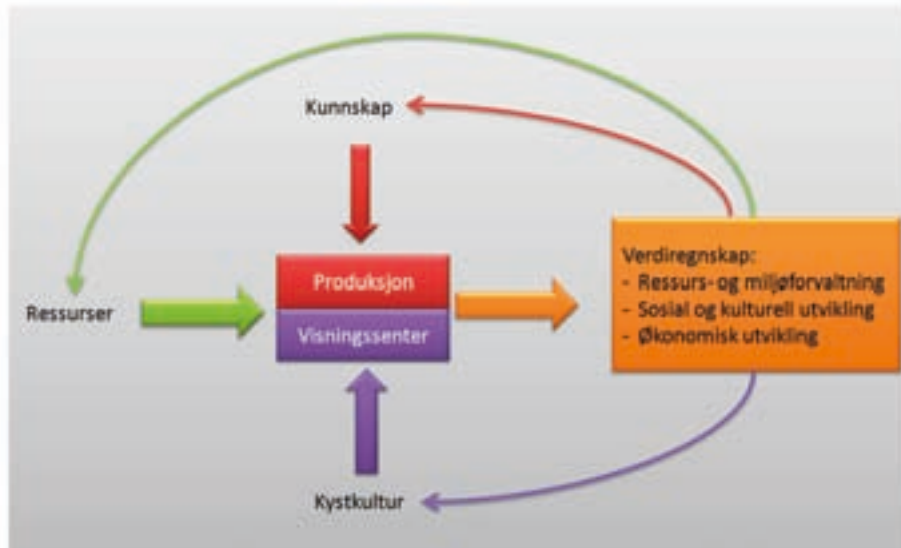 Kunnskap
Produksjon
Visningssenter
Ressurser
Kystkultur
Verdiregnskap:
- Ressurs- og miljøforvaltning
- Sosial og kulturell utvikling
- Økonomisk utvikling